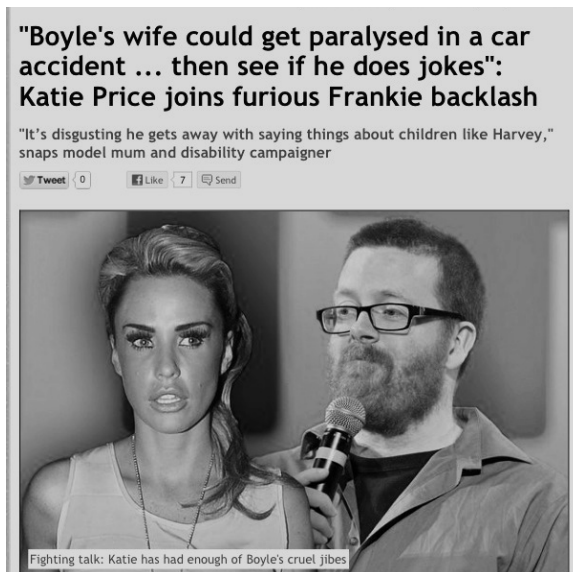 "Boyle's wife could get paralysed in a car
accident ... then see if he does jokes":
Katie Price joins furious Frankie backlash
"It's disgusting he gets away with saying things about children like Harvey,"
snaps model mum and disability campaigner
Tweet 0 Like 7 Send
Fighting talk: Katie has had enough of Boyle's cruel jibes